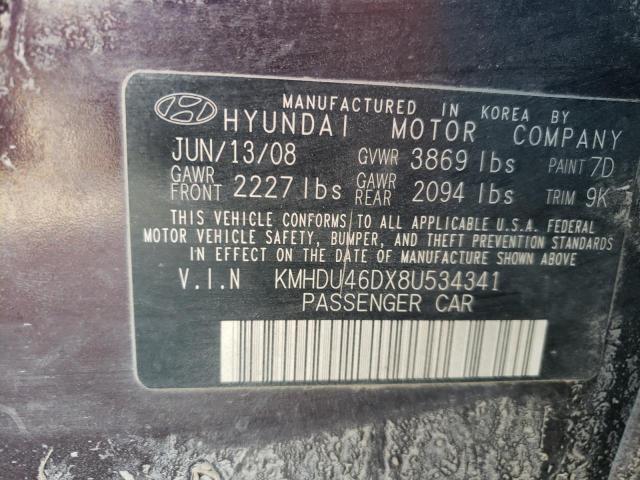 MANUFACTURED IN KOREA BY
HYUNDAI MOTOR COMPANY
JUN/13/08 GVWR 3869 lbs PAINT 7D
GAWR FRONT 2227 lbs GAWR REAR 2094 lbs TRIM 9K
THIS VEHICLE CONFORMS TO ALL APPLICABLE U.S.A. FEDERAL
MOTOR VEHICLE SAFETY, BUMPER, AND THEFT PREVENTION STANDARDS
IN EFFECT ON THE DATE OF MANUFACTURE SHOWN ABOVE.
V.I.N KMHDU46DX8U534341
PASSENGER CAR